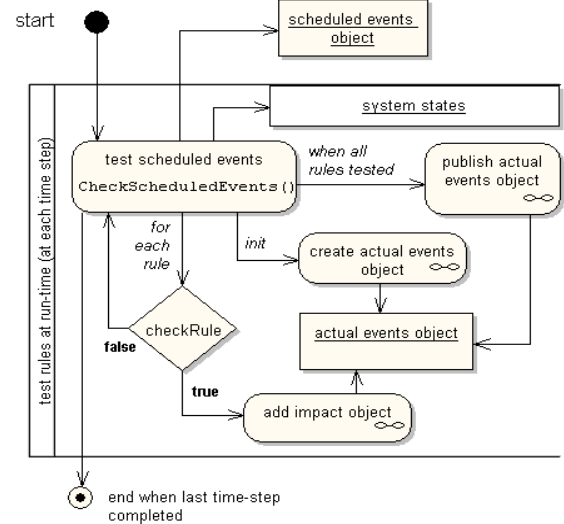 start
scheduled events
object
system states
test rules at run-time (at each time step)
test scheduled events
CheckScheduledEvents()
when all
rules tested
publish actual
events object
for
each
rule
init
create actual events
object
checkRule
false
actual events object
true
add impact object
end when last time-step
completed